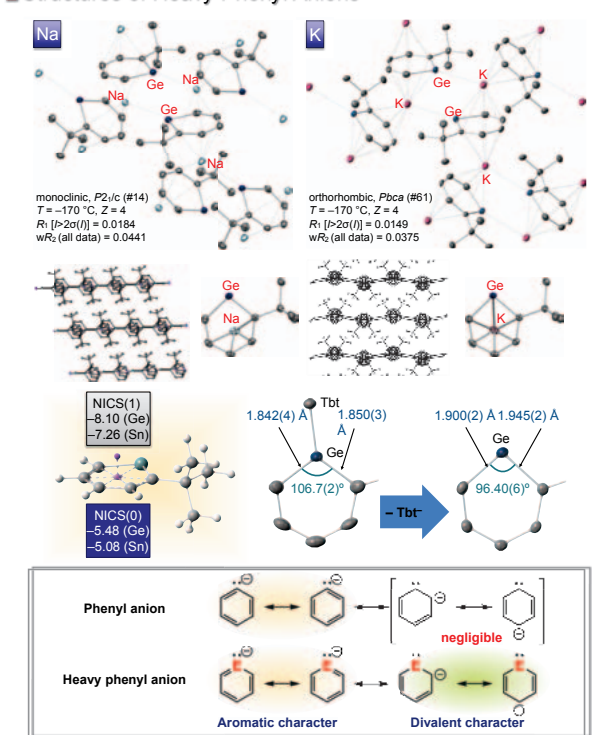 Structures of Heavy Phenyl Anions
Na
Ge
Na
Na
Ge
Na
monoclinic, P2₁/c (#14)
T = –170 °C, Z = 4
R₁ [I>2σ(I)] = 0.0184
wR₂ (all data) = 0.0441
K
Ge
K
K
Ge
K
orthorhombic, Pbca (#61)
T = –170 °C, Z = 4
R₁ [I>2σ(I)] = 0.0149
wR₂ (all data) = 0.0375
Ge
Na
Ge
K
NICS(1)
–8.10 (Ge)
–7.26 (Sn)
NICS(0)
–5.48 (Ge)
–5.08 (Sn)
Tbt
1.842(4) Å
1.850(3)
Å
Ge
106.7(2)º
– Tbt⁻
1.900(2) Å
1.945(2) Å
Ge
96.40(6)º
Phenyl anion
negligible
Heavy phenyl anion
E
E
E
E
Aromatic character
Divalent character